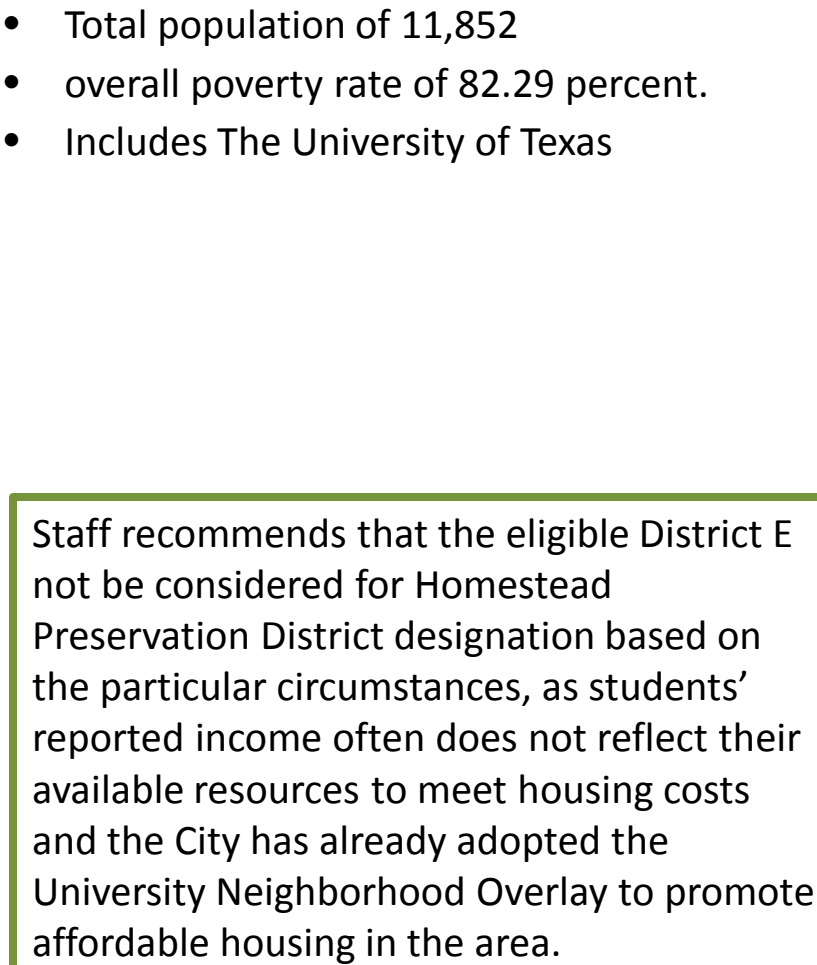 • Total population of 11,852
• overall poverty rate of 82.29 percent.
• Includes The University of Texas
Staff recommends that the eligible District E
not be considered for Homestead
Preservation District designation based on
the particular circumstances, as students’
reported income often does not reflect their
available resources to meet housing costs
and the City has already adopted the
University Neighborhood Overlay to promote
affordable housing in the area.